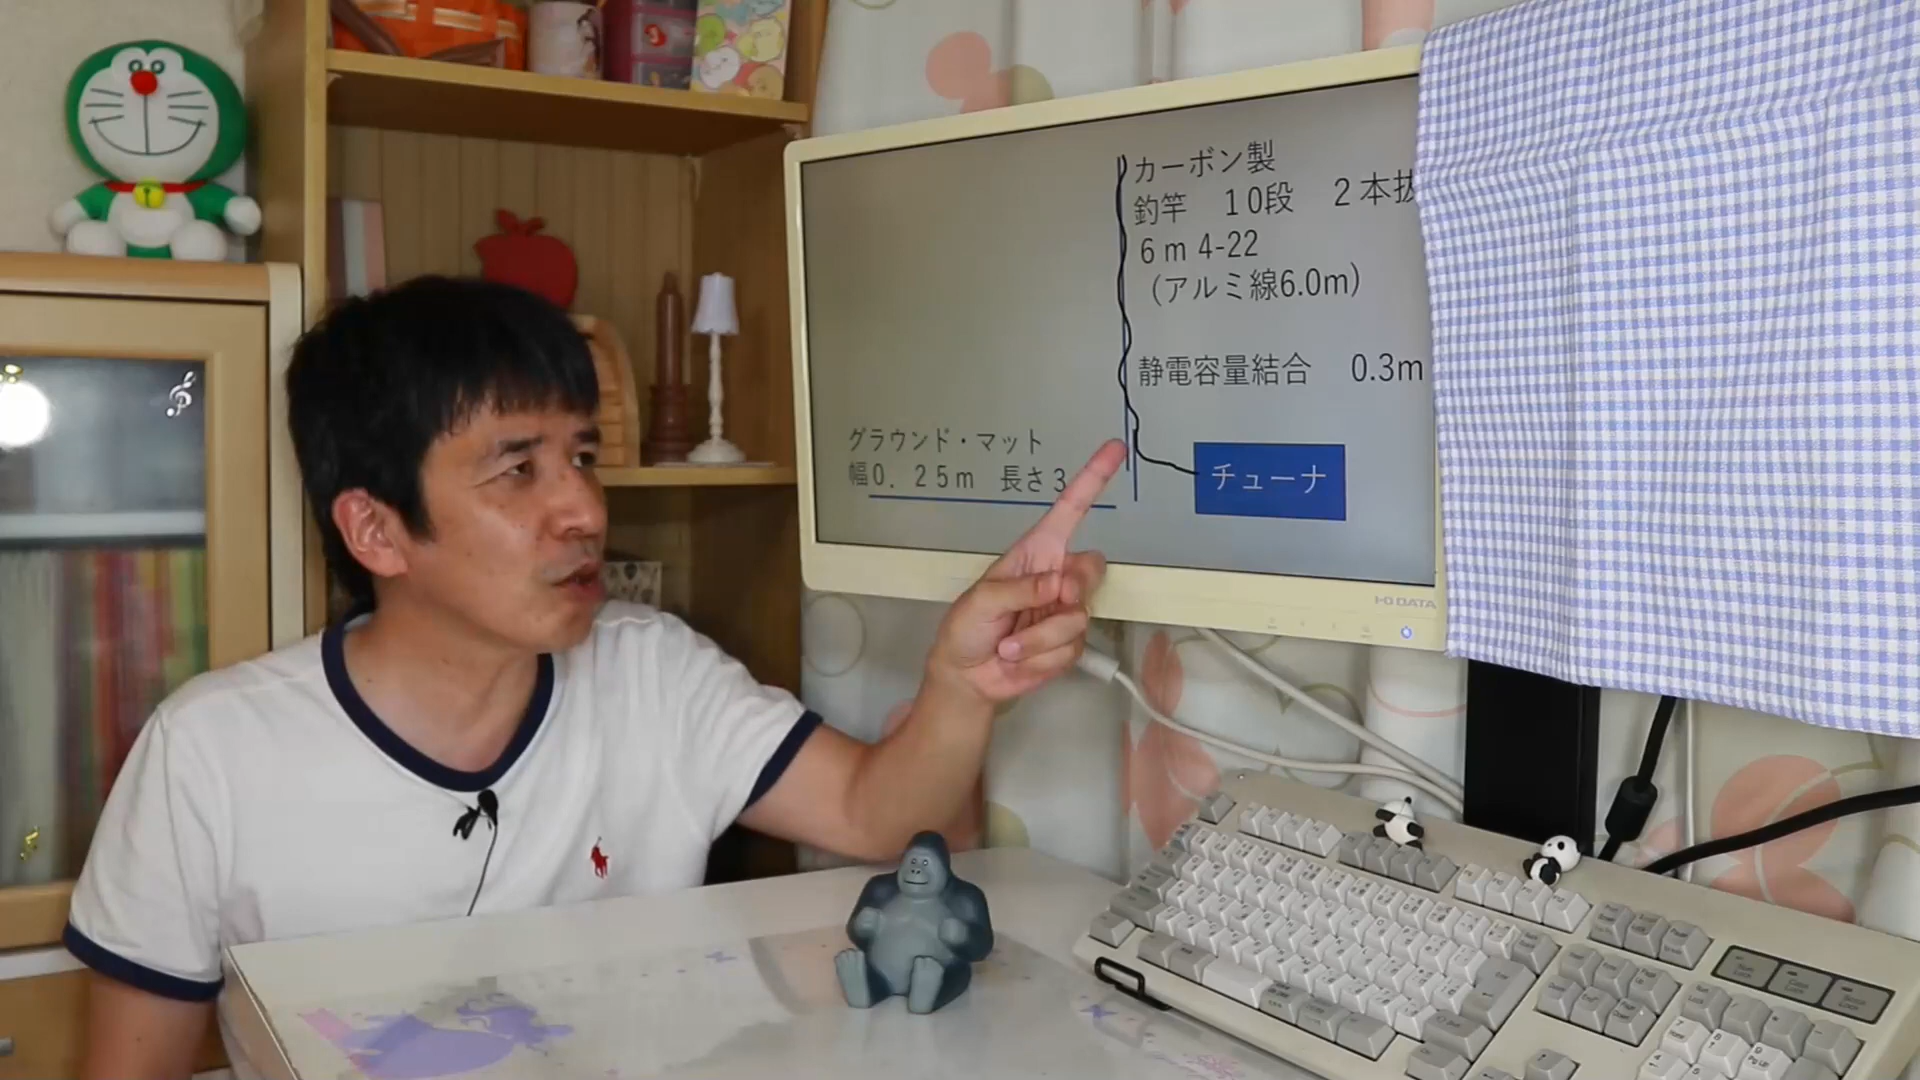 カーボン製
釣竿　１０段　２本抜
６ｍ 4-22
（アルミ線6.0m）
静電容量結合　0.3m
グラウンド・マット
幅０．２５ｍ　長さ３
チューナ
I-O DATA